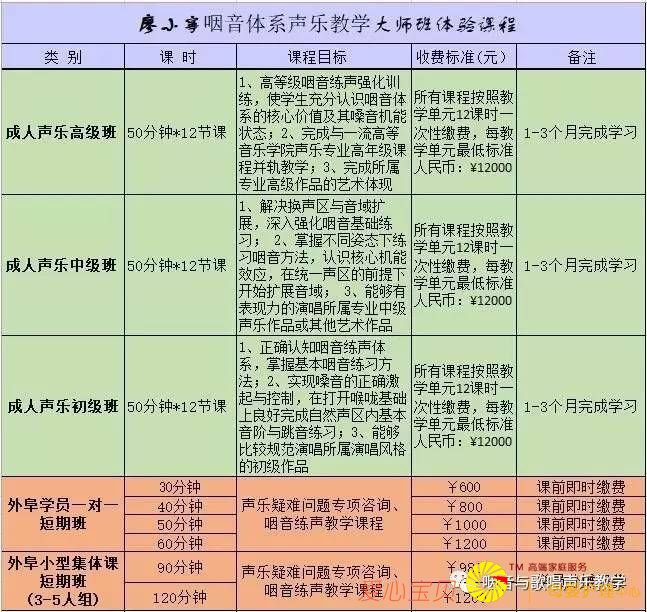 廖小宁咽音体系声乐教学大师班体验课程
类 别 课 时 课程目标 收费标准(元) 备注
成人声乐高级班
50分钟*12节课
1、高等级咽音练声强化训
练，使学生充分认识咽音体
系的核心价值及其嗓音机能
状态；2、完成与一流高等
音乐学院声乐专业高年级课
程并轨教学；3、完成所属
专业高级作品的艺术体现
所有课程按照教
学单元12课时一
次性缴费，每教
学单元最低标准
人民币：¥12000
1-3个月完成学习
成人声乐中级班
50分钟*12节课
1、解决换声区与音域扩
展，深入强化咽音基础练
习； 2、掌握不同姿态下练
习咽音方法，认识核心机能
效应，在统一声区的前提下
开始扩展音域； 3、能够有
表现力的演唱所属专业中级
声乐作品或其他艺术作品
所有课程按照教
学单元12课时一
次性缴费，每教
学单元最低标准
人民币：¥12000
1-3个月完成学习
成人声乐初级班
50分钟*12节课
1、正确认知咽音练声体
系，掌握基本咽音练习方
法；2、实现嗓音的正确激
起与控制，在打开喉咙基础
上良好完成自然声区内基本
音阶与跳音练习；3、能够
比较规范演唱所属演唱风格
的初级作品
所有课程按照教
学单元12课时一
次性缴费，每教
学单元最低标准
人民币：¥12000
1-3个月完成学习
外阜学员一对一
短期班
30分钟
40分钟
50分钟
60分钟
声乐疑难问题专项咨询、
咽音练声教学课程
￥600
￥800
￥1000
￥1200
课前即时缴费
课前即时缴费
课前即时缴费
课前即时缴费
外阜小型集体课
短期班
(3-5人组)
90分钟
120分钟
声乐疑难问题专项咨询、
咽音练声教学课程
TM 高端家庭服务
咽音与歌唱声乐教学
爱心宝贝